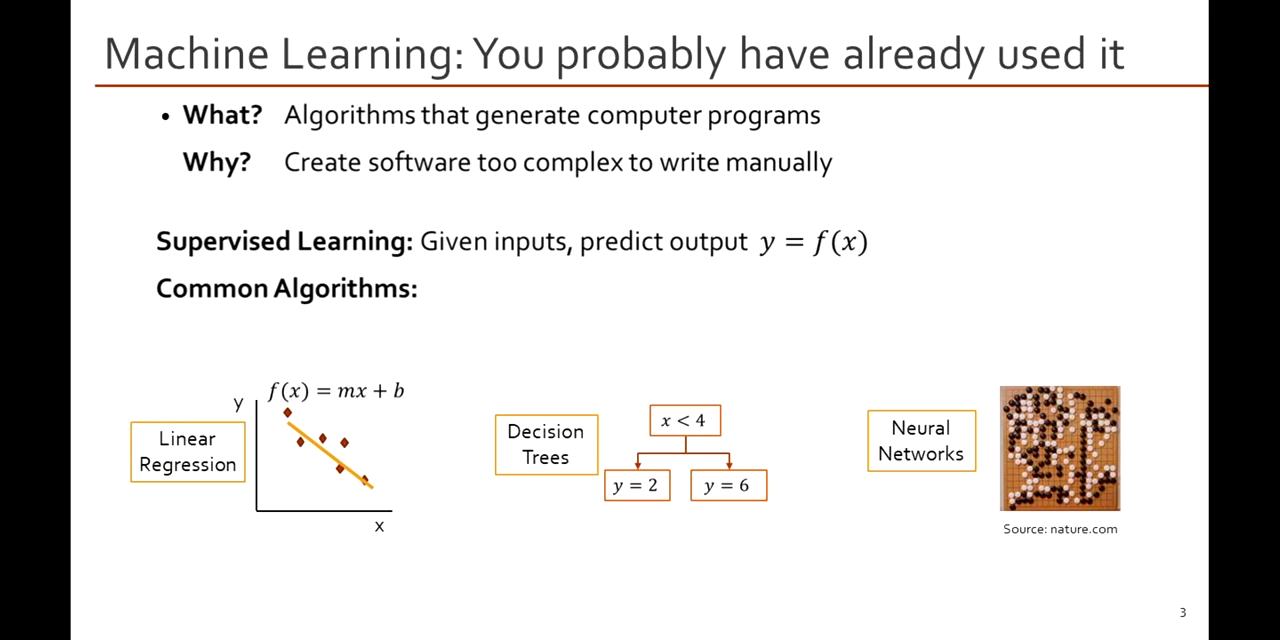 Machine Learning: You probably have already used it
• What? Algorithms that generate computer programs
Why? Create software too complex to write manually
Supervised Learning: Given inputs, predict output y = f(x)
Common Algorithms:
Linear
Regression
y
f(x) = mx + b
x
Decision
Trees
x < 4
y = 2
y = 6
Neural
Networks
Source: nature.com
3